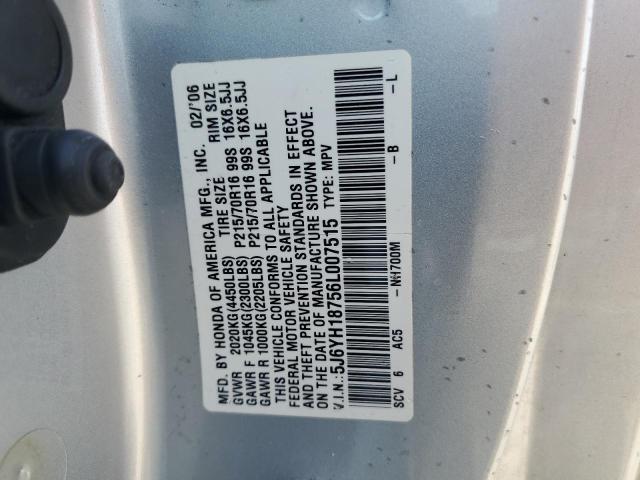 MFD. BY HONDA OF AMERICA MFG., INC. 02/'06
TIRE SIZE RIM SIZE
GVWR 2020KG(4450LBS)
GAWR F 1045KG(2300LBS) P215/70R16 99S 16X6.5JJ
GAWR R 1000KG(2205LBS) P215/70R16 99S 16X6.5JJ
THIS VEHICLE CONFORMS TO ALL APPLICABLE
FEDERAL MOTOR VEHICLE SAFETY
AND THEFT PREVENTION STANDARDS IN EFFECT
ON THE DATE OF MANUFACTURE SHOWN ABOVE.
V.I.N.:5J6YH18756L007515 TYPE: MPV
SCV 6 AC5 -NH700M -B -L